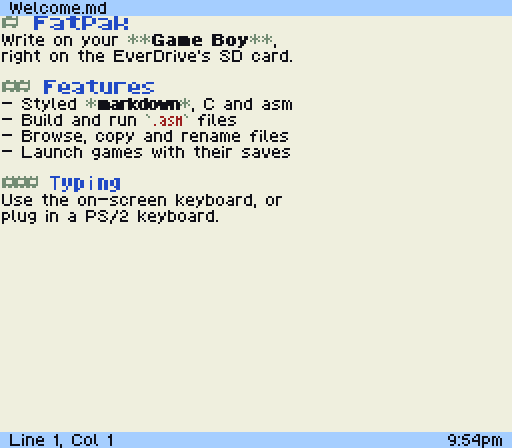 Welcome.md
# FatPak
Write on your **Game Boy**,
right on the EverDrive's SD card.
## Features
- Styled *markdown*, C and asm
- Build and run `.asm` files
- Browse, copy and rename files
- Launch games with their saves
### Typing
Use the on-screen keyboard, or
plug in a PS/2 keyboard.
Line 1, Col 1
9:54pm